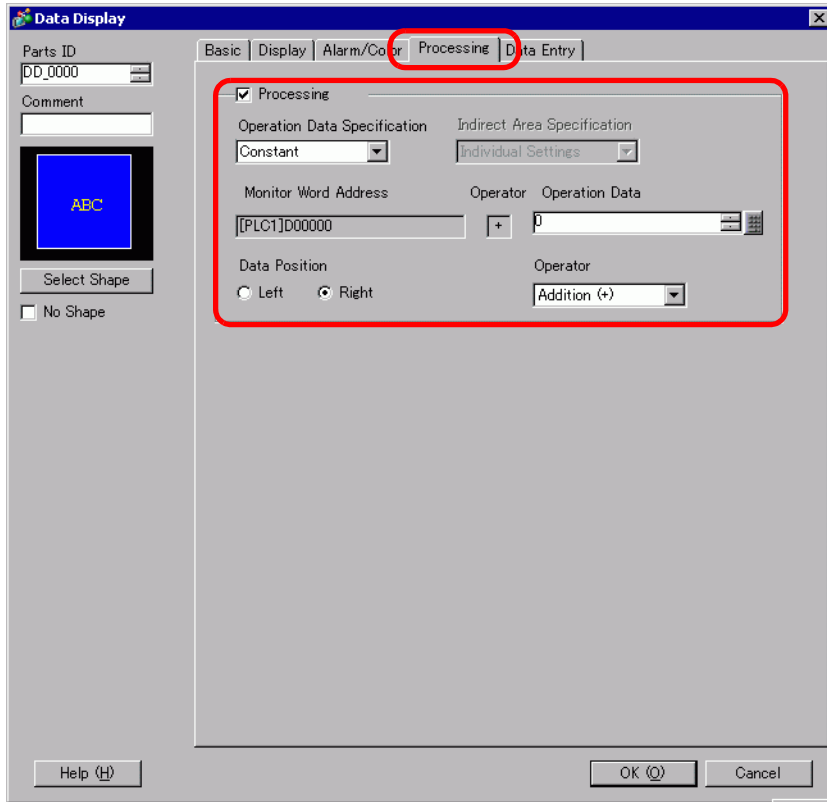 Data Display
Parts ID
DD_0000
Comment
ABC
Select Shape
No Shape
Basic Display Alarm/Color Processing Data Entry
Processing
Operation Data Specification Indirect Area Specification
Constant Individual Settings
Monitor Word Address Operator Operation Data
[PLC1]D00000 + 0
Data Position Operator
Left Right Addition (+)
Help (H) OK (O) Cancel